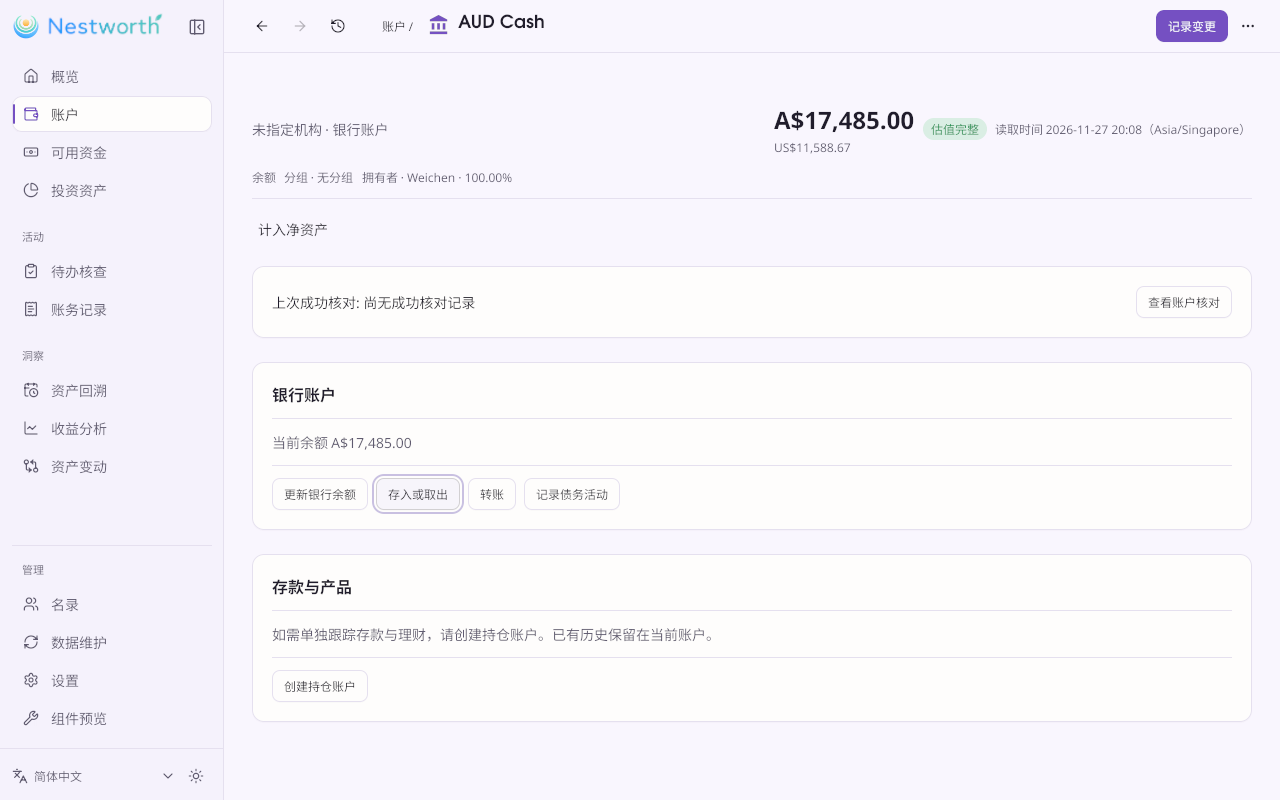 Nestworth
账户 /
AUD Cash
记录变更
概览
账户
可用资金
投资资产
活动
待办核查
账务记录
洞察
资产回溯
收益分析
资产变动
管理
名录
数据维护
设置
组件预览
简体中文
未指定机构 · 银行账户
A$17,485.00
估值完整
读取时间 2026-11-27 20:08（Asia/Singapore）
US$11,588.67
余额 分组 · 无分组 拥有者 · Weichen · 100.00%
计入净资产
上次成功核对: 尚无成功核对记录
查看账户核对
银行账户
当前余额 A$17,485.00
更新银行余额
存入或取出
转账
记录债务活动
存款与产品
如需单独跟踪存款与理财，请创建持仓账户。已有历史保留在当前账户。
创建持仓账户